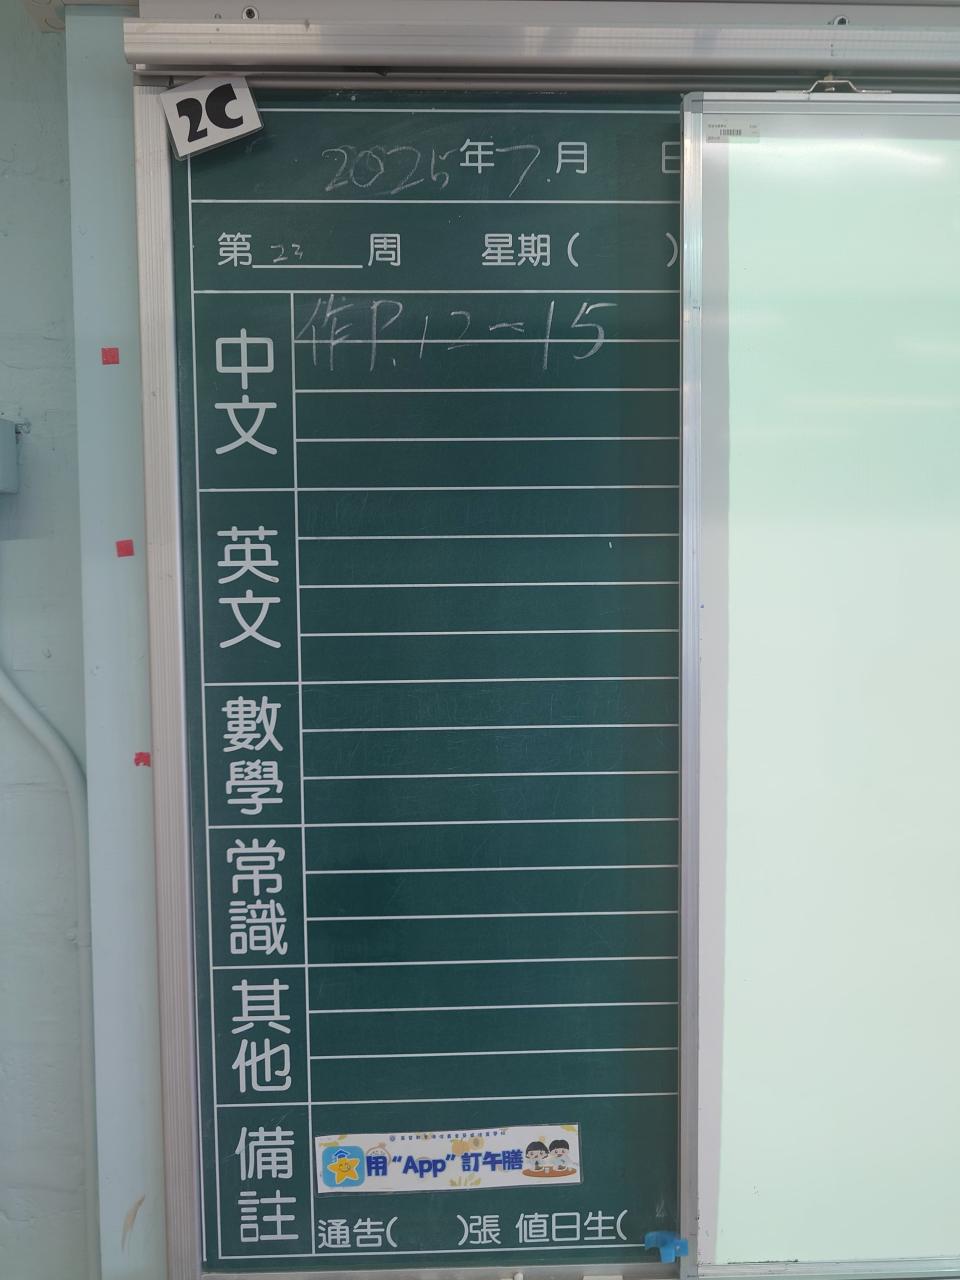 2C
2025年7月 日
第 23 周 星期( )
中文 作P.12-15
英文
數學
常識
其他
備註
用“App”訂午膳
通告( )張 值日生(